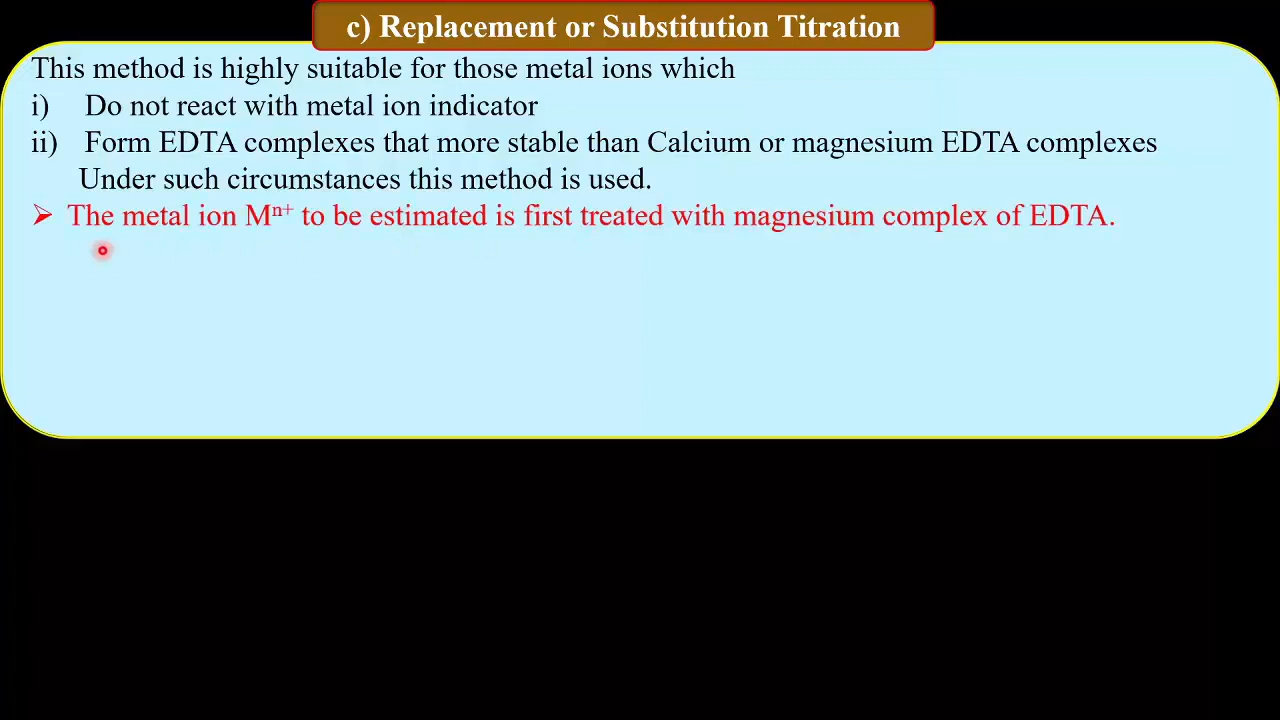 c) Replacement or Substitution Titration
This method is highly suitable for those metal ions which
i) Do not react with metal ion indicator
ii) Form EDTA complexes that more stable than Calcium or magnesium EDTA complexes
Under such circumstances this method is used.
➢ The metal ion Mⁿ⁺ to be estimated is first treated with magnesium complex of EDTA.